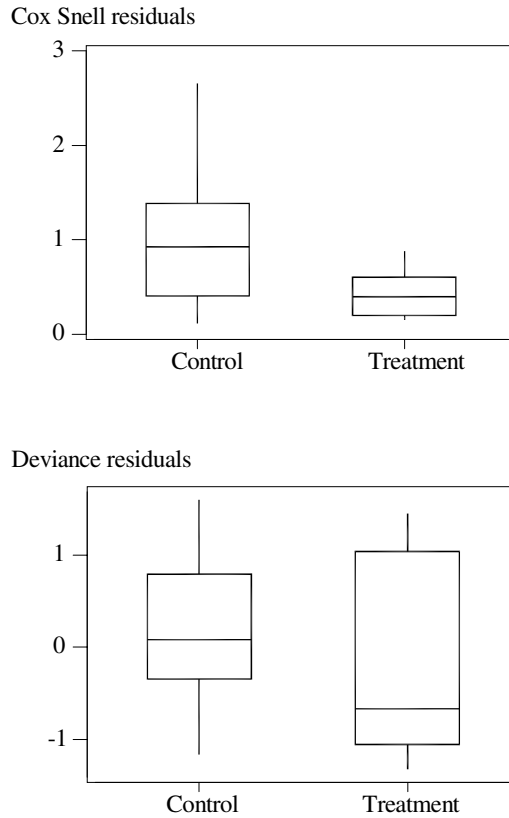 Cox Snell residuals
3
2
1
0
Control Treatment
Deviance residuals
1
0
-1
Control Treatment